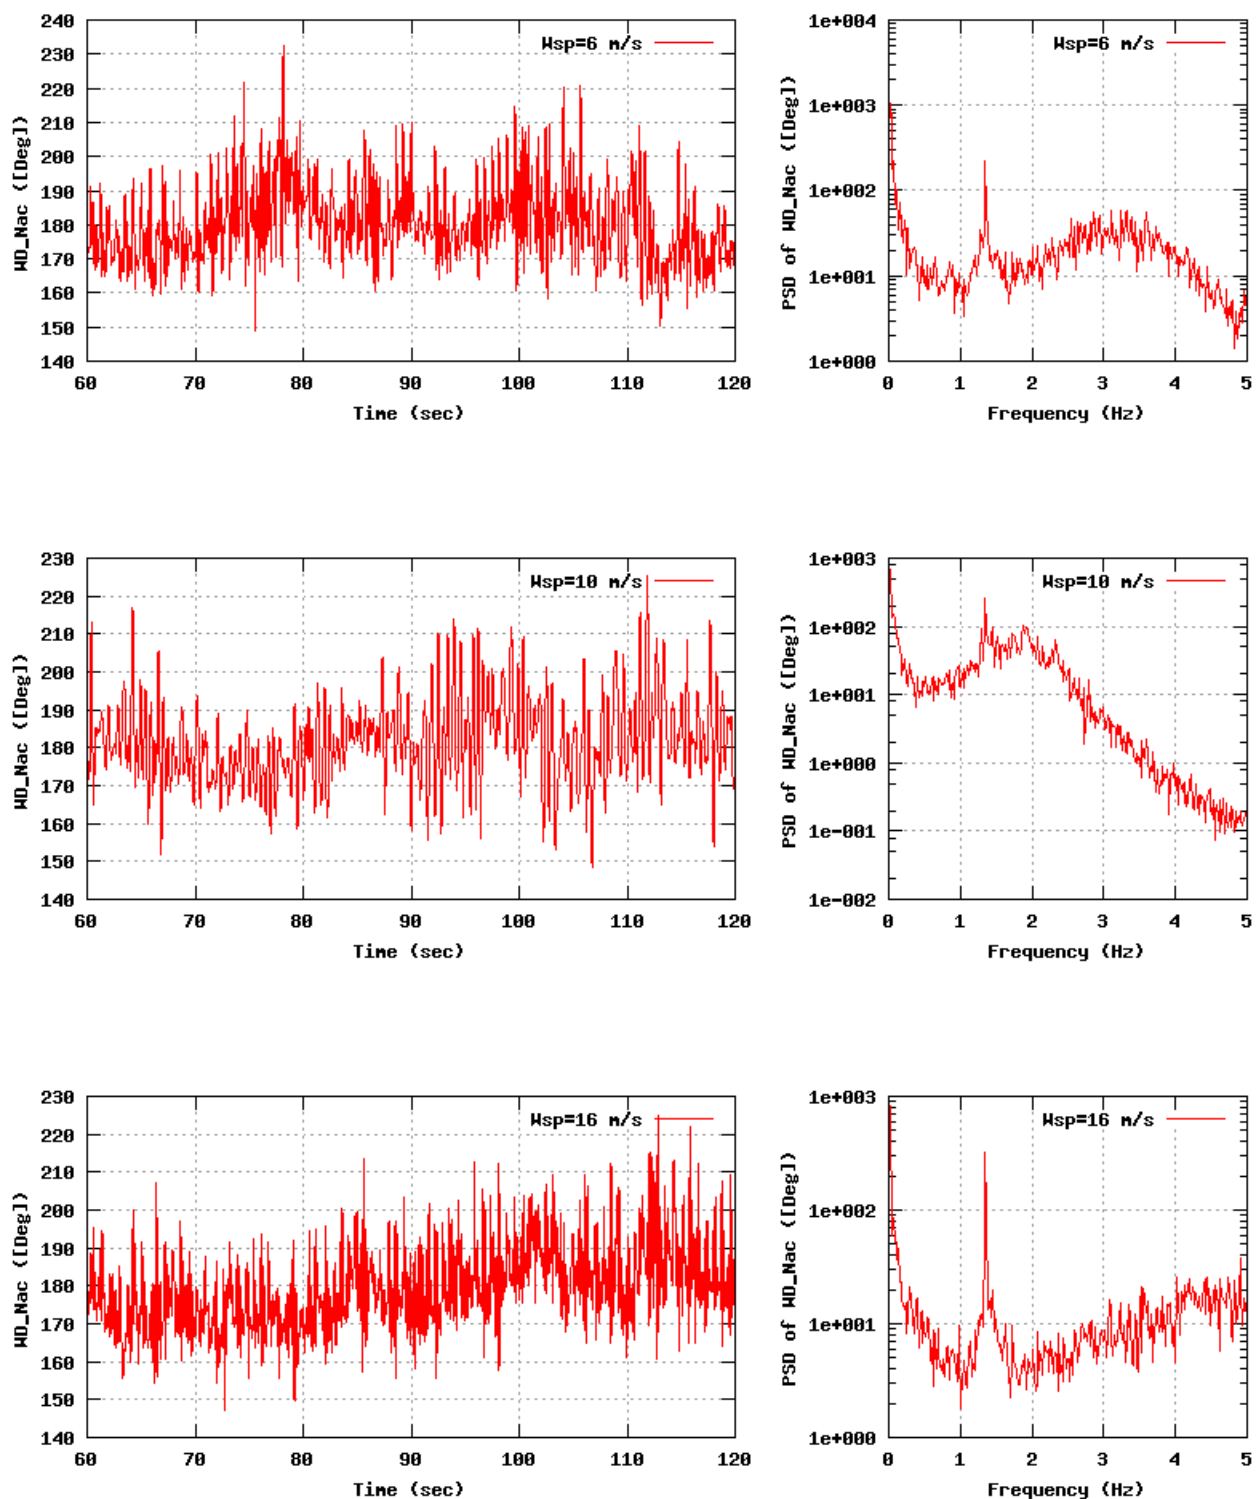 240
230
220
210
200
190
180
170
160
150
140
WD_Nac ([Deg])
60 70 80 90 100 110 120
Time (sec)
Wsp=6 m/s
1e+004
1e+003
1e+002
1e+001
1e+000
PSD of WD_Nac ([Deg])
0 1 2 3 4 5
Frequency (Hz)
Wsp=6 m/s
230
220
210
200
190
180
170
160
150
140
WD_Nac ([Deg])
60 70 80 90 100 110 120
Time (sec)
Wsp=10 m/s
1e+003
1e+002
1e+001
1e+000
1e-001
1e-002
PSD of WD_Nac ([Deg])
0 1 2 3 4 5
Frequency (Hz)
Wsp=10 m/s
230
220
210
200
190
180
170
160
150
140
WD_Nac ([Deg])
60 70 80 90 100 110 120
Time (sec)
Wsp=16 m/s
1e+003
1e+002
1e+001
1e+000
PSD of WD_Nac ([Deg])
0 1 2 3 4 5
Frequency (Hz)
Wsp=16 m/s